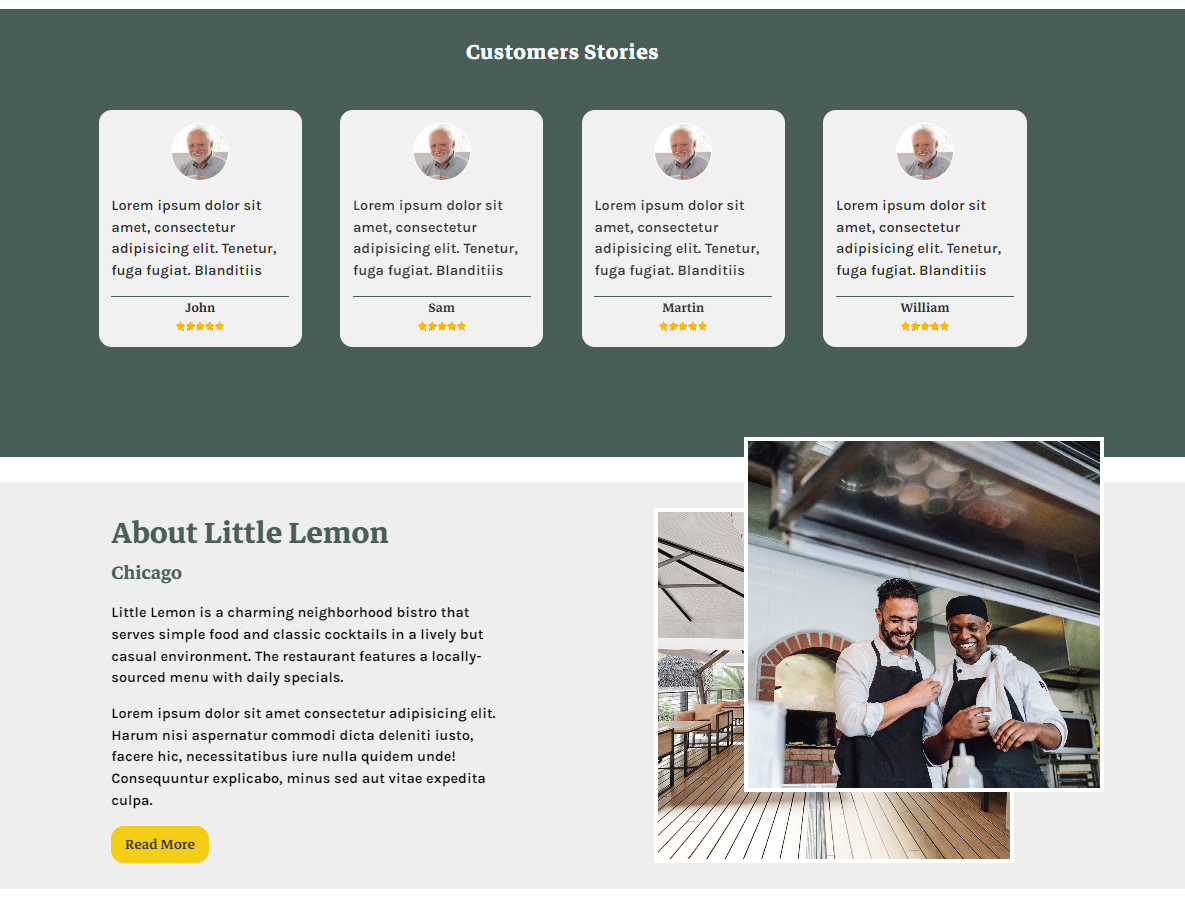 Customers Stories
Lorem ipsum dolor sit
amet, consectetur
adipisicing elit. Tenetur,
fuga fugiat. Blanditiis
John
Lorem ipsum dolor sit
amet, consectetur
adipisicing elit. Tenetur,
fuga fugiat. Blanditiis
Sam
Lorem ipsum dolor sit
amet, consectetur
adipisicing elit. Tenetur,
fuga fugiat. Blanditiis
Martin
Lorem ipsum dolor sit
amet, consectetur
adipisicing elit. Tenetur,
fuga fugiat. Blanditiis
William
About Little Lemon
Chicago
Little Lemon is a charming neighborhood bistro that
serves simple food and classic cocktails in a lively but
casual environment. The restaurant features a locally-
sourced menu with daily specials.
Lorem ipsum dolor sit amet consectetur adipisicing elit.
Harum nisi aspernatur commodi dicta deleniti iusto,
facere hic, necessitatibus iure nulla quidem unde!
Consequuntur explicabo, minus sed aut vitae expedita
culpa.
Read More